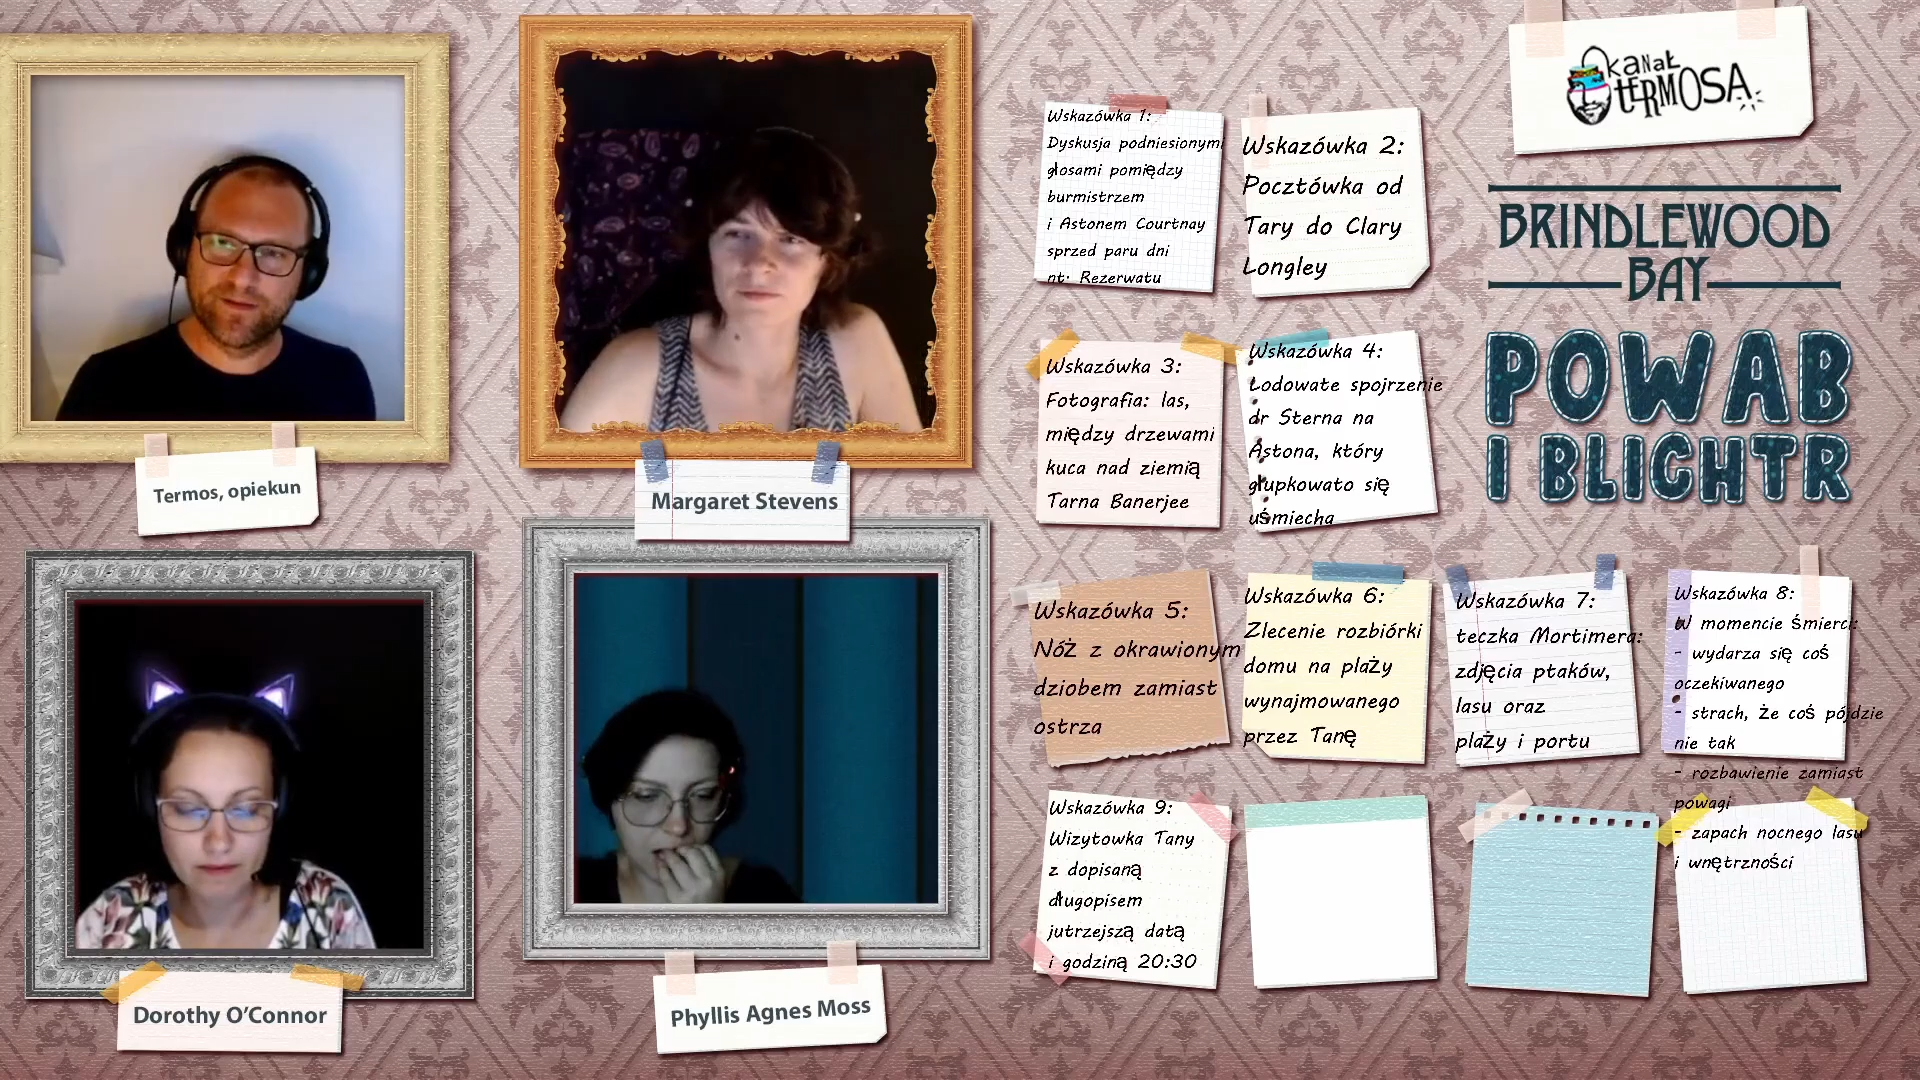 Termos, opiekun
Margaret Stevens
Dorothy O'Connor
Phyllis Agnes Moss
Wskazówka 1:
Dyskusja podniesionymi
głosami pomiędzy
burmistrzem
i Astonem Courtnay
sprzed paru dni
nt. Rezerwatu
Wskazówka 2:
Pocztówka od
Tary do Clary
Longley
Wskazówka 3:
Fotografia: las,
między drzewami
kuca nad ziemią
Tarna Banerjee
Wskazówka 4:
Lodowate spojrzenie
dr Sterna na
Astona, który
głupkowato się
uśmiecha
Wskazówka 5:
Nóż z okrawionym
dziobem zamiast
ostrza
Wskazówka 6:
Zlecenie rozbiórki
domu na plaży
wynajmowanego
przez Tanę
Wskazówka 7:
teczka Mortimera:
zdjęcia ptaków,
lasu oraz
plaży i portu
Wskazówka 8:
W momencie śmierci:
- wydarza się coś
oczekiwanego
- strach, że coś pójdzie
nie tak
- rozbawienie zamiast
powagi
- zapach nocnego lasu
i wnętrzności
Wskazówka 9:
Wizytowka Tany
z dopisaną
długopisem
jutrzejszą datą
i godziną 20:30
KANAŁ
TERMOSA
BRINDLEWOOD
BAY
POWAB
I BLICHTR